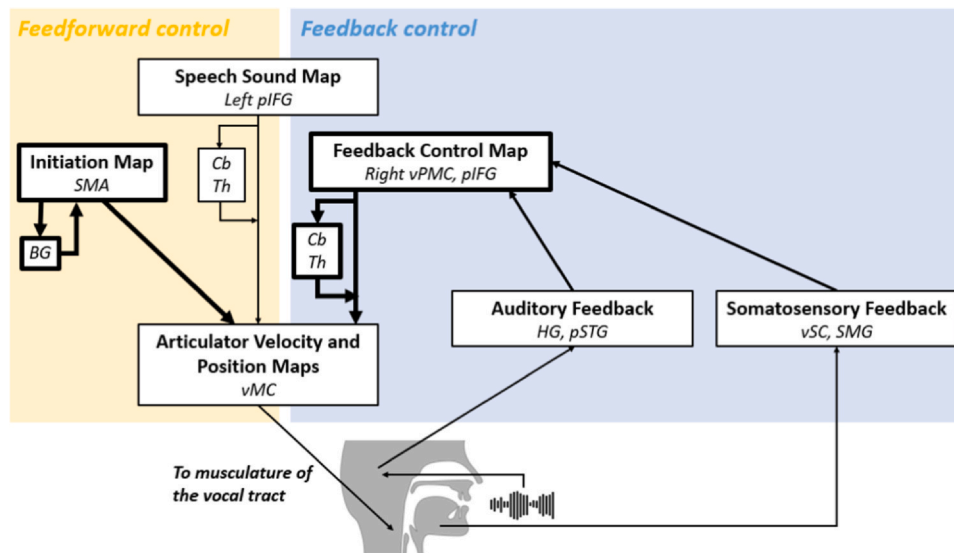 Feedforward control
Feedback control
Speech Sound Map
Left pIFG
Cb
Th
Initiation Map
SMA
BG
Feedback Control Map
Right vPMC, pIFG
Cb
Th
Auditory Feedback
HG, pSTG
Somatosensory Feedback
vSC, SMG
Articulator Velocity and
Position Maps
vMC
To musculature of
the vocal tract